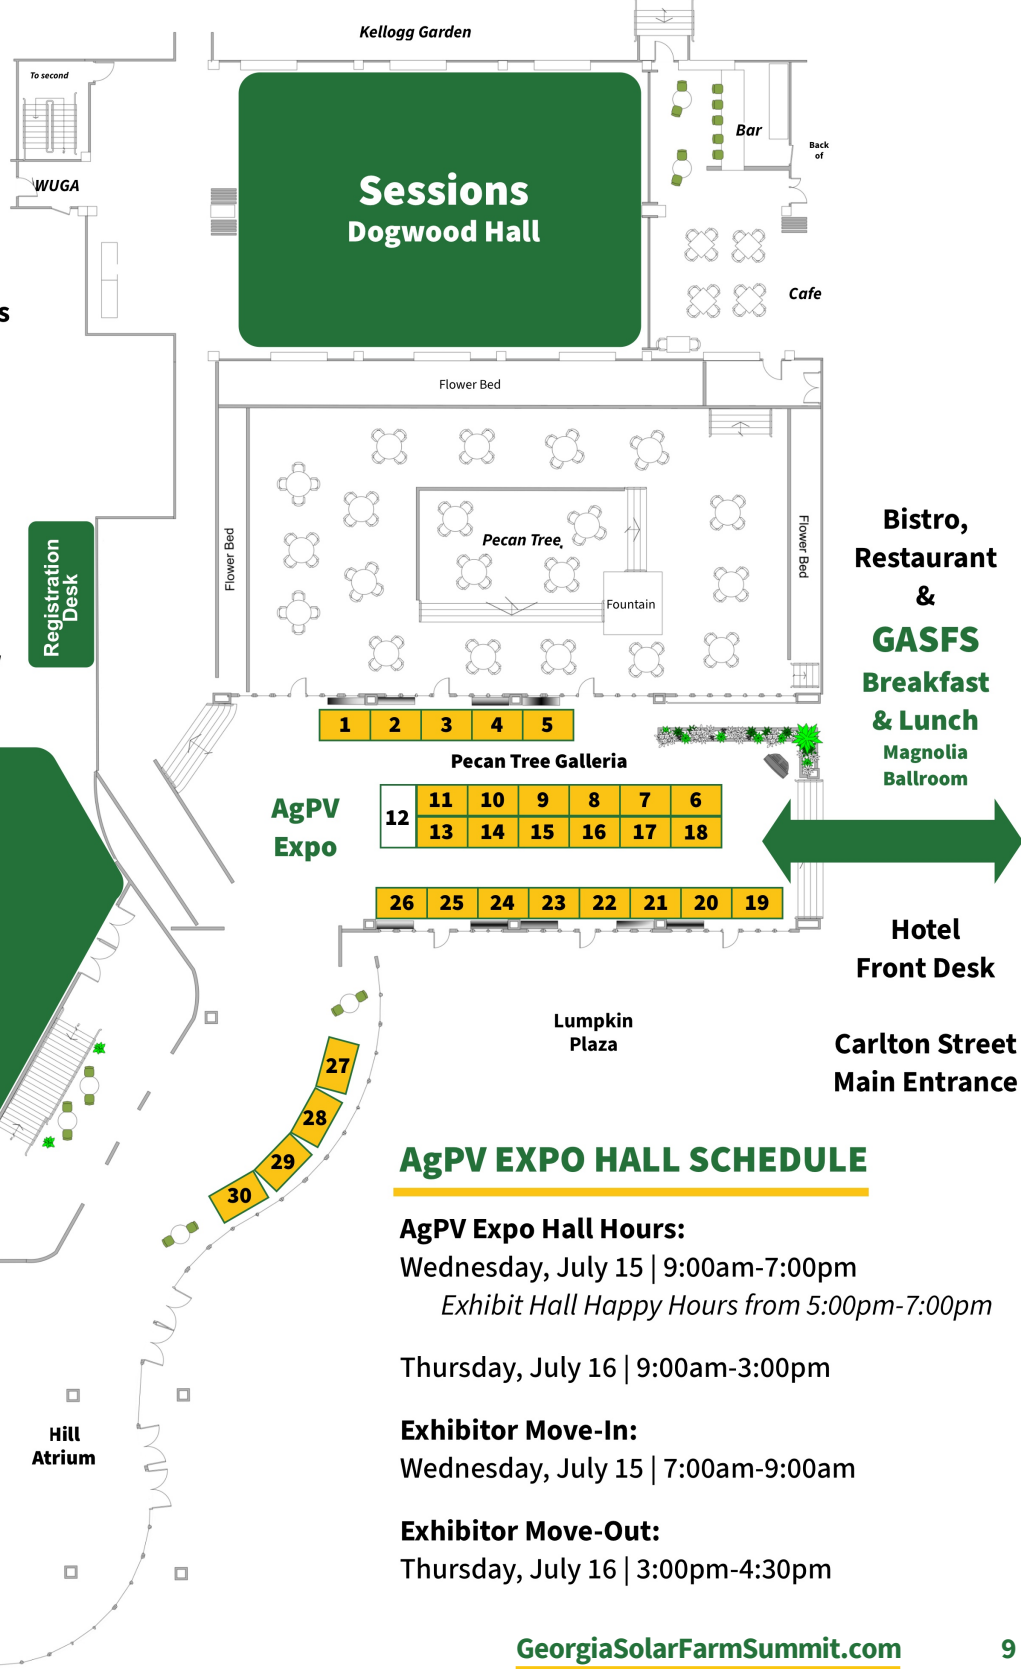 Kellogg Garden
To second
WUGA
Bar
Back
of
Sessions
Dogwood Hall
Cafe
s
Flower Bed
Flower Bed
Flower Bed
Pecan Tree
Fountain
Registration
Desk
Bistro,
Restaurant
&
GASFS
Breakfast
& Lunch
Magnolia
Ballroom
1 2 3 4 5
Pecan Tree Galleria
AgPV
Expo
12
11 10 9 8 7 6
13 14 15 16 17 18
26 25 24 23 22 21 20 19
Hotel
Front Desk
Lumpkin
Plaza
Carlton Street
Main Entrance
27
28
29
30
AgPV EXPO HALL SCHEDULE
AgPV Expo Hall Hours:
Wednesday, July 15 | 9:00am-7:00pm
Exhibit Hall Happy Hours from 5:00pm-7:00pm
Thursday, July 16 | 9:00am-3:00pm
Hill
Atrium
Exhibitor Move-In:
Wednesday, July 15 | 7:00am-9:00am
Exhibitor Move-Out:
Thursday, July 16 | 3:00pm-4:30pm
GeorgiaSolarFarmSummit.com
9